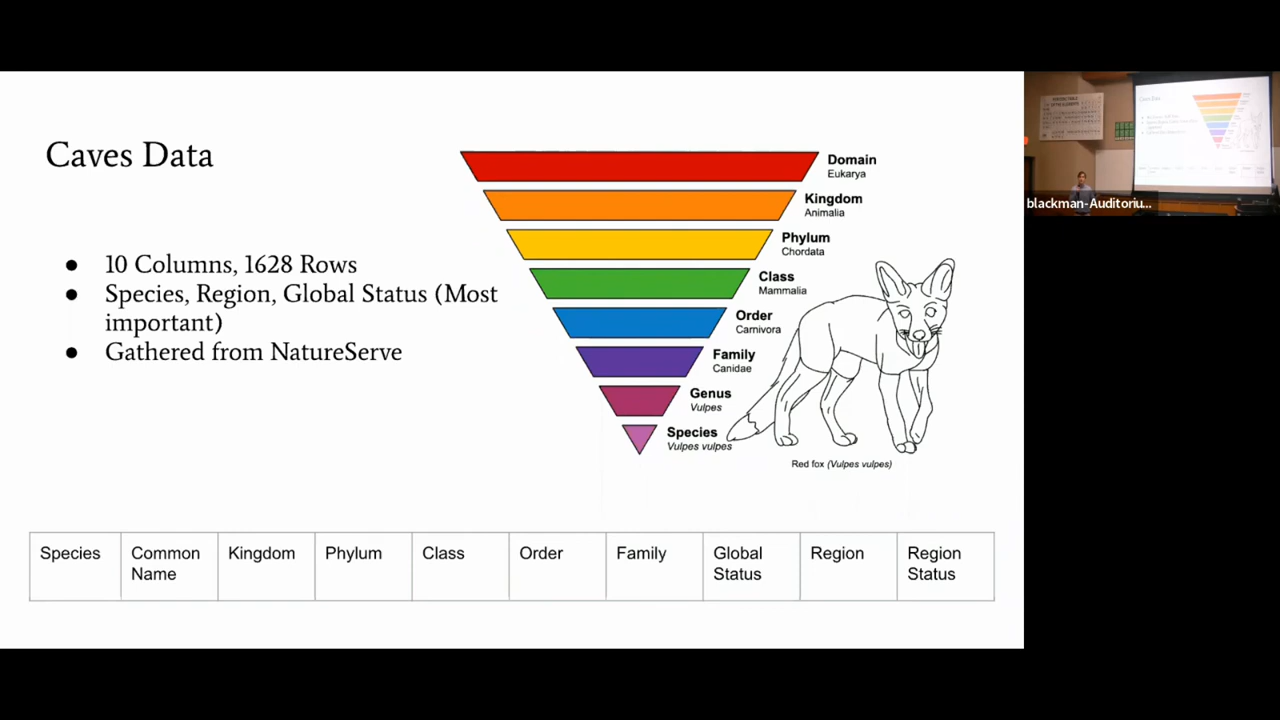 Caves Data
● 10 Columns, 1628 Rows
● Species, Region, Global Status (Most
important)
● Gathered from NatureServe
Domain
Eukarya
Kingdom
Animalia
Phylum
Chordata
Class
Mammalia
Order
Carnivora
Family
Canidae
Genus
Vulpes
Species
Vulpes vulpes
Red fox (Vulpes vulpes)
Species
Common
Name
Kingdom
Phylum
Class
Order
Family
Global
Status
Region
Region
Status
blackman-Auditoriu...